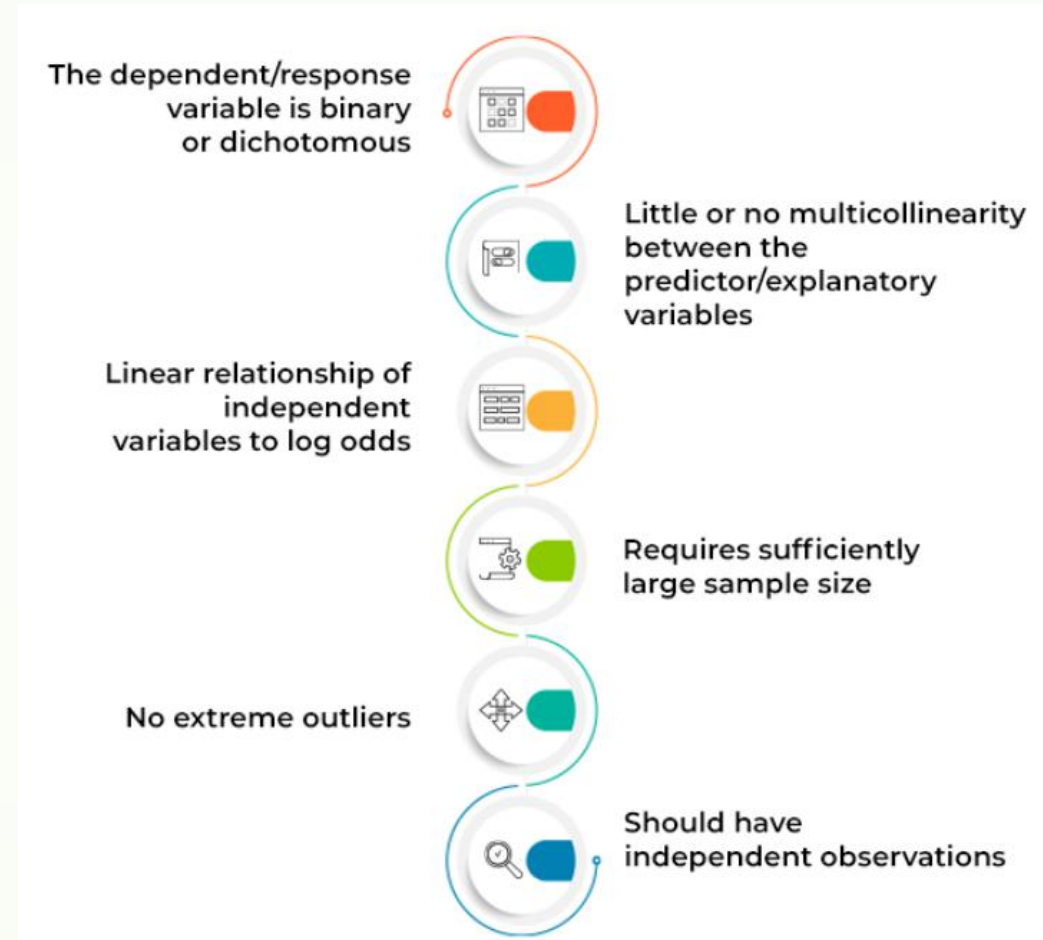 The dependent/response
variable is binary
or dichotomous
Little or no multicollinearity
between the
predictor/explanatory
variables
Linear relationship of
independent
variables to log odds
Requires sufficiently
large sample size
No extreme outliers
Should have
independent observations